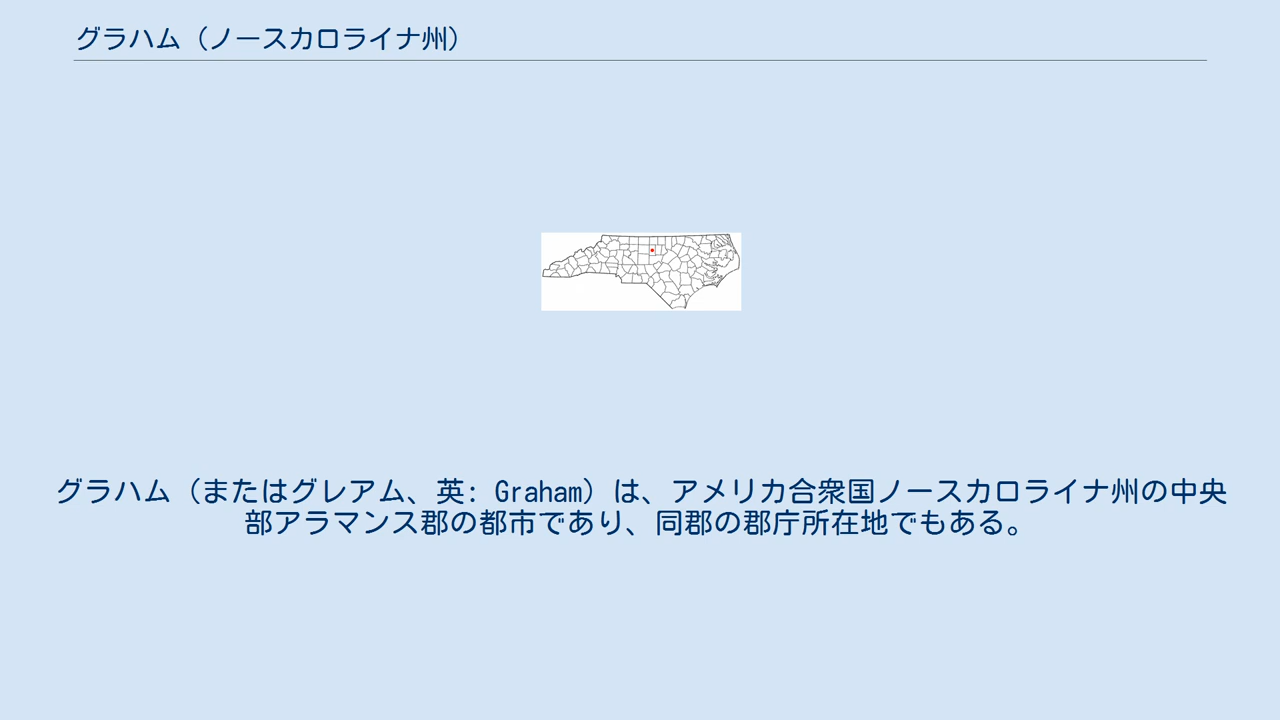 グラハム（ノースカロライナ州）
グラハム（またはグレアム、英: Graham）は、アメリカ合衆国ノースカロライナ州の中央
部アラマンス郡の都市であり、同郡の郡庁所在地でもある。